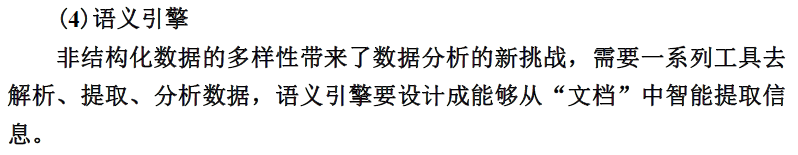 (4)语义引擎
非结构化数据的多样性带来了数据分析的新挑战，需要一系列工具去
解析、提取、分析数据，语义引擎要设计成能够从“文档”中智能提取信
息。